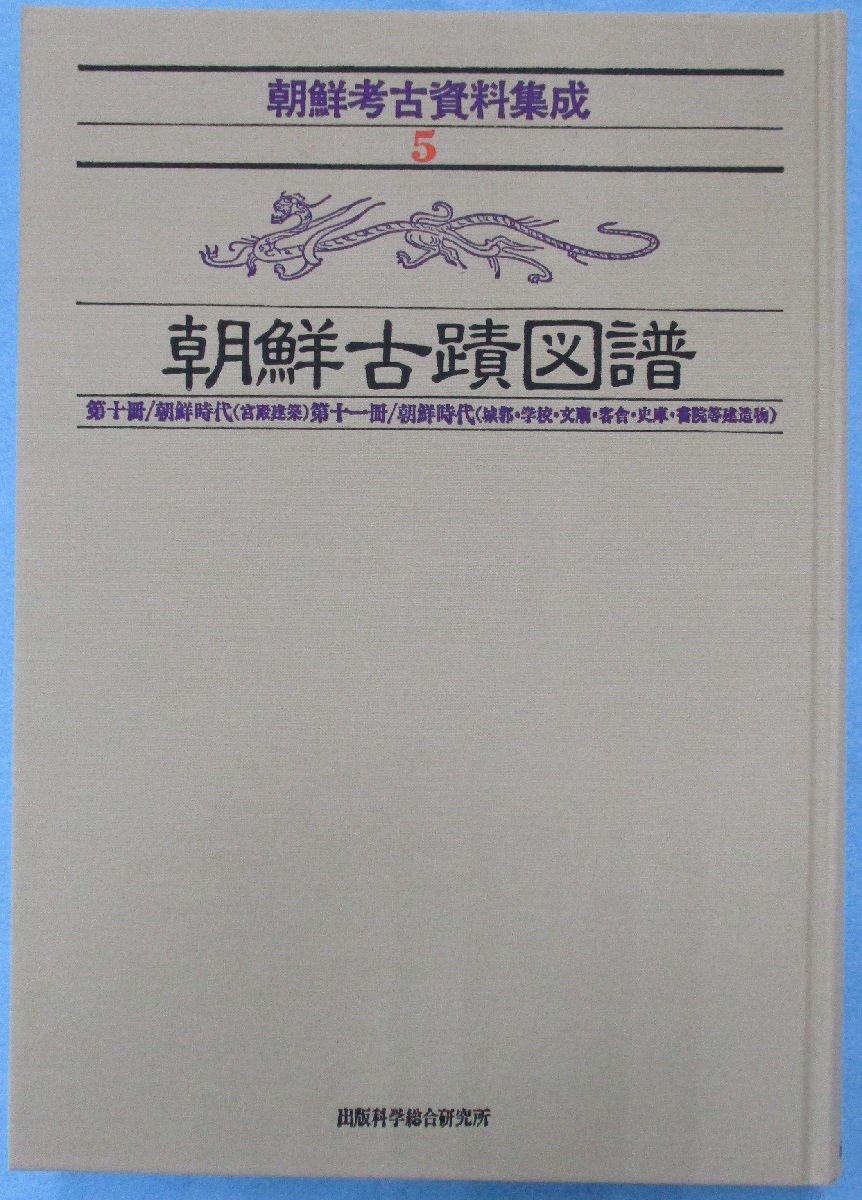 朝鮮考古資料集成
5
朝鮮古蹟図譜
第十冊/朝鮮時代(宮殿建築)第十一冊/朝鮮時代(城郭・学校・文廟・客舎・史庫・書院等建造物)
出版科学総合研究所